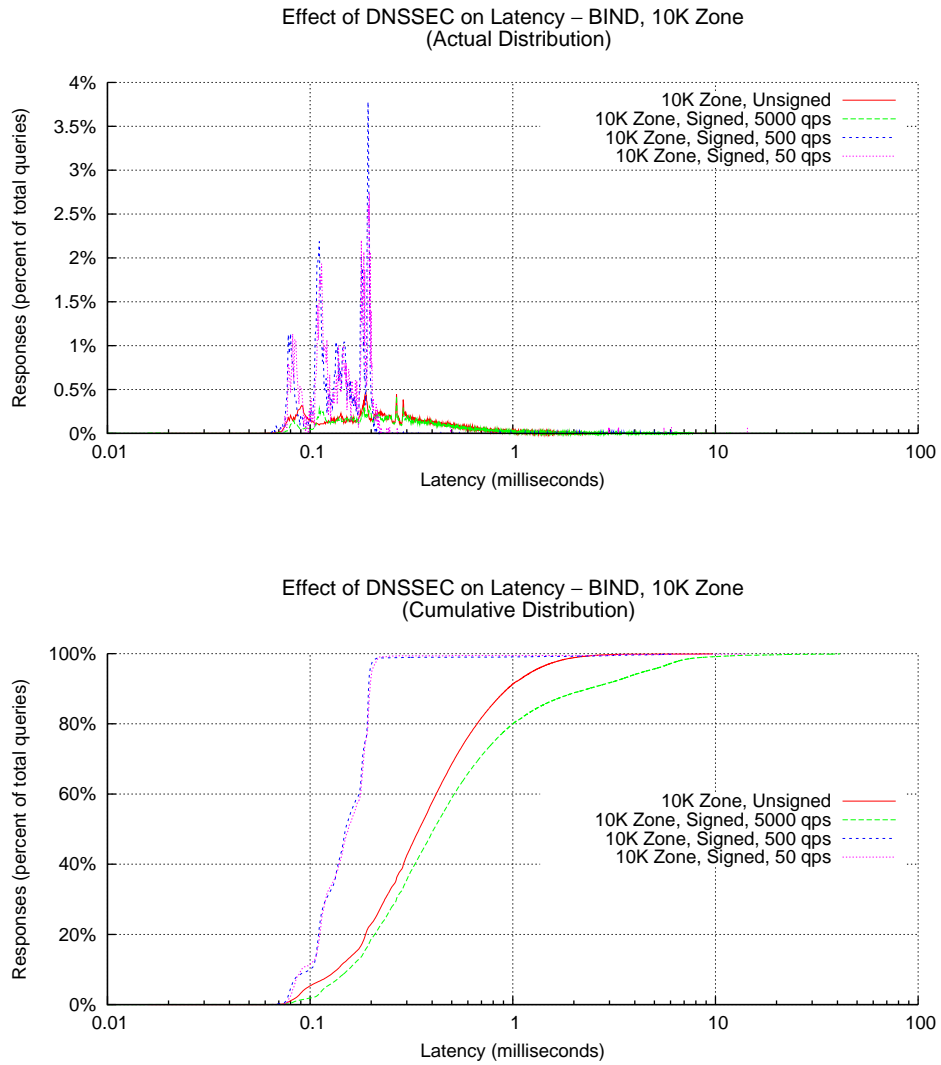 Effect of DNSSEC on Latency – BIND, 10K Zone
(Actual Distribution)
4%
3.5%
3%
2.5%
2%
1.5%
1%
0.5%
0%
Responses (percent of total queries)
10K Zone, Unsigned
10K Zone, Signed, 5000 qps
10K Zone, Signed, 500 qps
10K Zone, Signed, 50 qps
0.01 0.1 1 10 100
Latency (milliseconds)
Effect of DNSSEC on Latency – BIND, 10K Zone
(Cumulative Distribution)
100%
80%
60%
40%
20%
0%
Responses (percent of total queries)
10K Zone, Unsigned
10K Zone, Signed, 5000 qps
10K Zone, Signed, 500 qps
10K Zone, Signed, 50 qps
0.01 0.1 1 10 100
Latency (milliseconds)